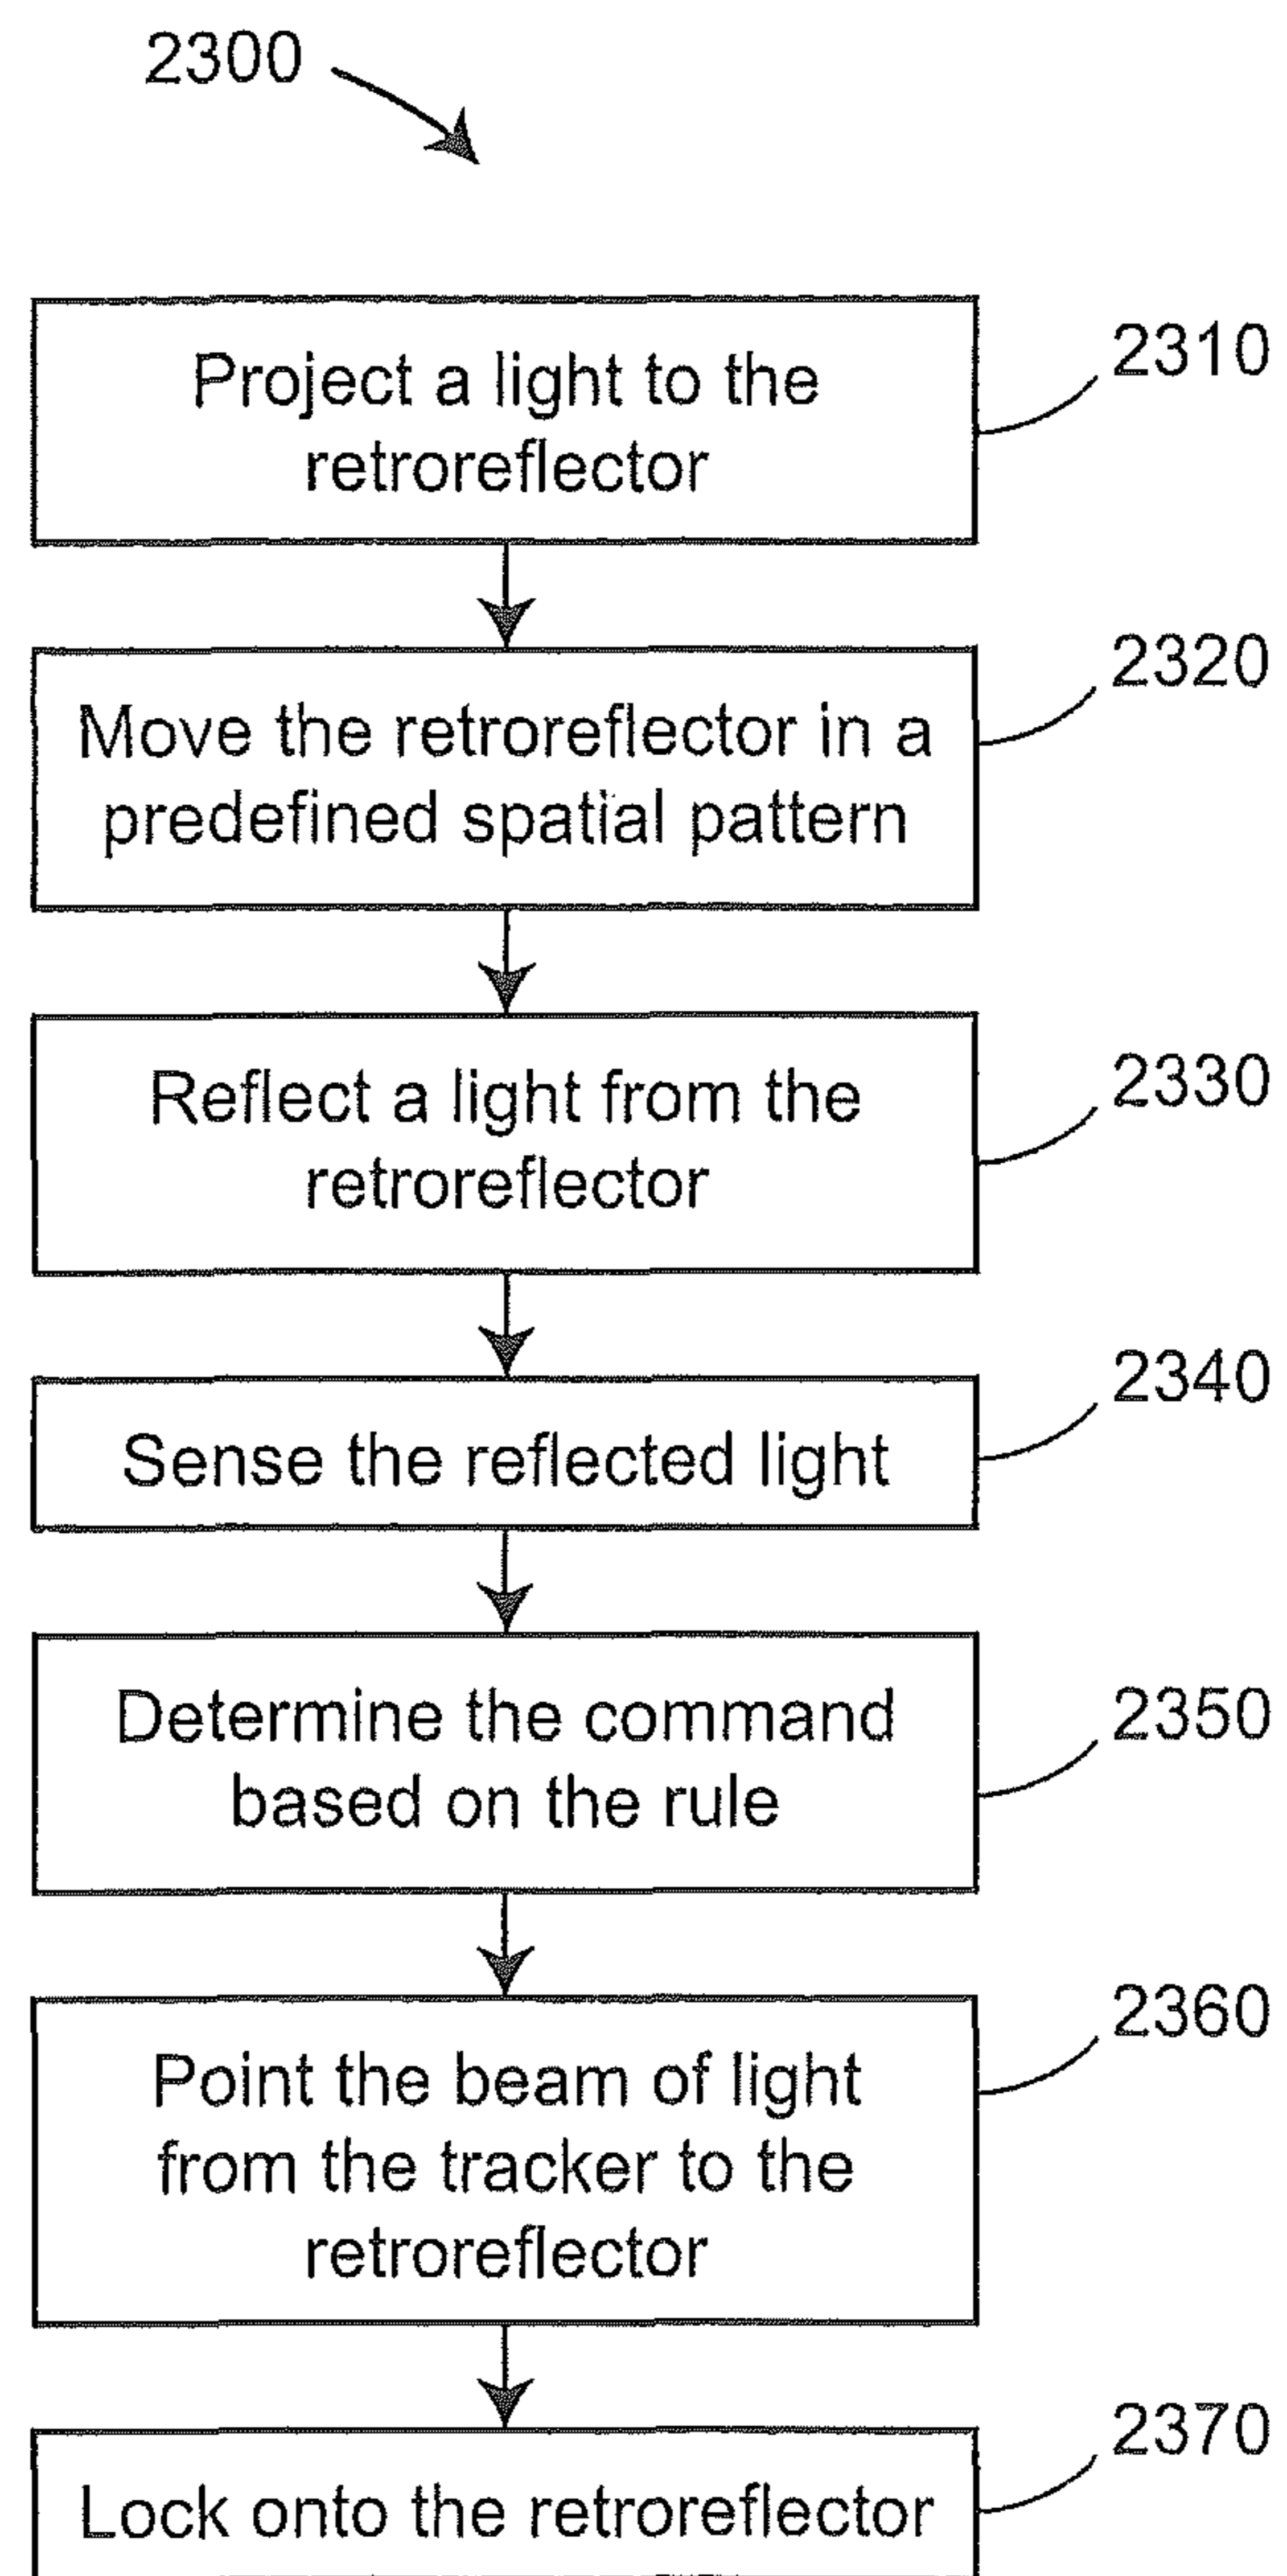 2300
Project a light to the
retroreflector
2310
Move the retroreflector in a
predefined spatial pattern
2320
Reflect a light from the
retroreflector
2330
Sense the reflected light
2340
Determine the command
based on the rule
2350
Point the beam of light
from the tracker to the
retroreflector
2360
Lock onto the retroreflector
2370